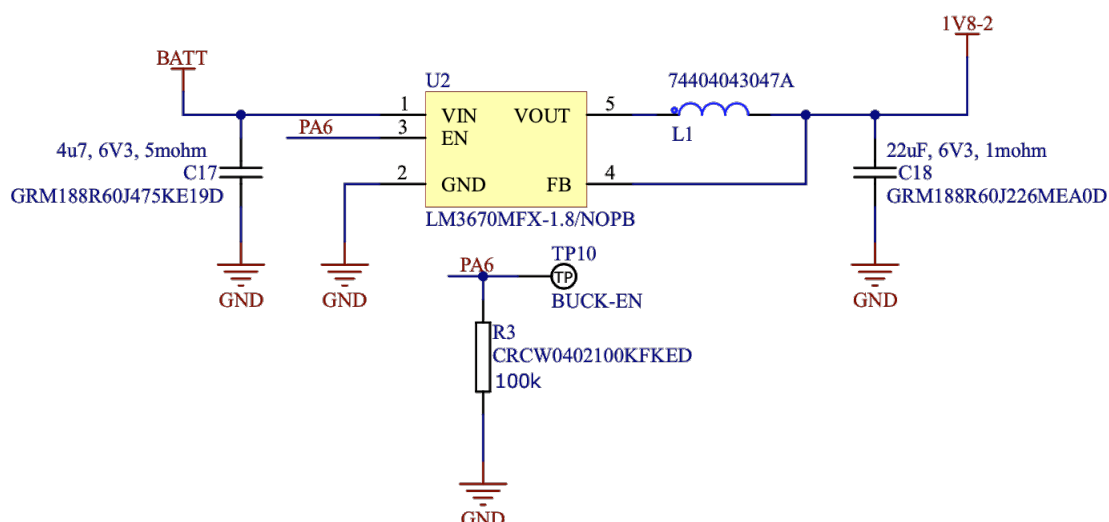 1V8-2
BATT
U2
74404043047A
1
VIN
VOUT
5
PA6
3
EN
L1
4u7, 6V3, 5mohm
C17
GRM188R60J475KE19D
2
GND
FB
4
22uF, 6V3, 1mohm
C18
GRM188R60J226MEA0D
LM3670MFX-1.8/NOPB
GND
GND
GND
PA6
TP10
TP
BUCK-EN
R3
CRCW0402100KFKED
100k
GND